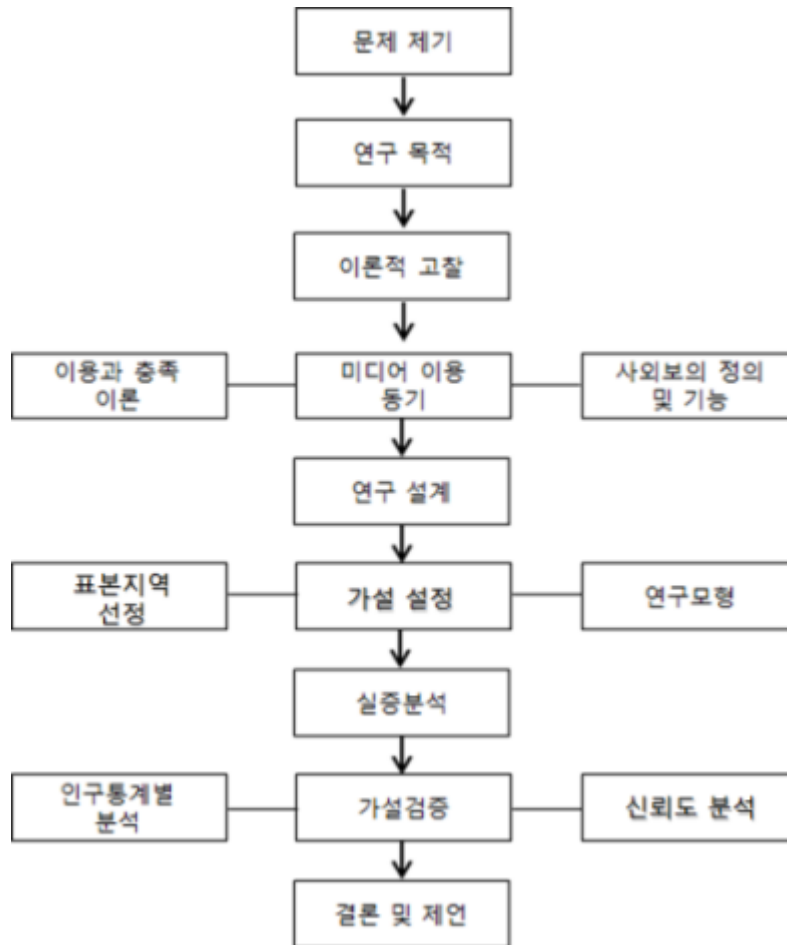 문제 제기
연구 목적
이론적 고찰
이용과 충족
이론
미디어 이용
동기
사외보의 정의
및 기능
연구 설계
표본지역
선정
가설 설정
연구모형
실증분석
인구통계별
분석
가설검증
신뢰도 분석
결론 및 제언